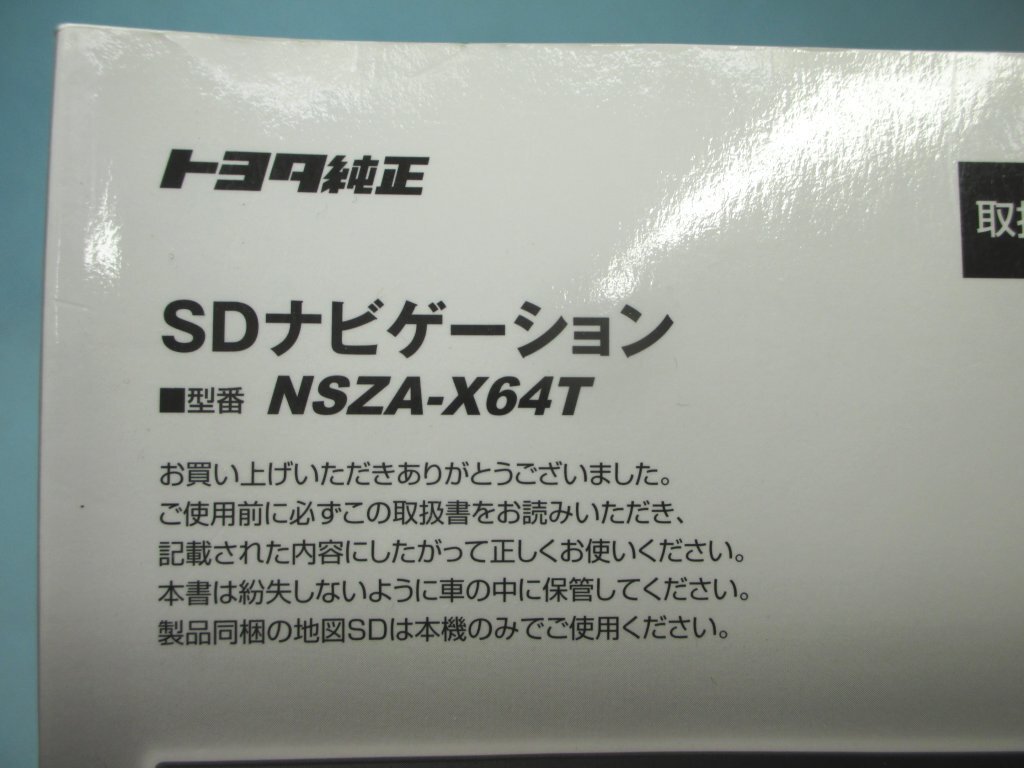 トヨタ純正
取扱
SDナビゲーション
■型番 NSZA-X64T
お買い上げいただきありがとうございました。
ご使用前に必ずこの取扱書をお読みいただき、
記載された内容にしたがって正しくお使いください。
本書は紛失しないように車の中に保管してください。
製品同梱の地図SDは本機のみでご使用ください。